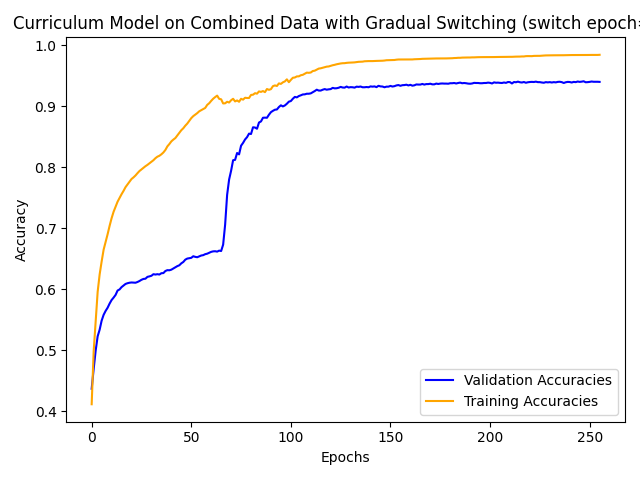 Curriculum Model on Combined Data with Gradual Switching (switch epoch=
1.0
0.9
0.8
0.7
0.6
0.5
0.4
Accuracy
Validation Accuracies
Training Accuracies
0 50 100 150 200 250
Epochs